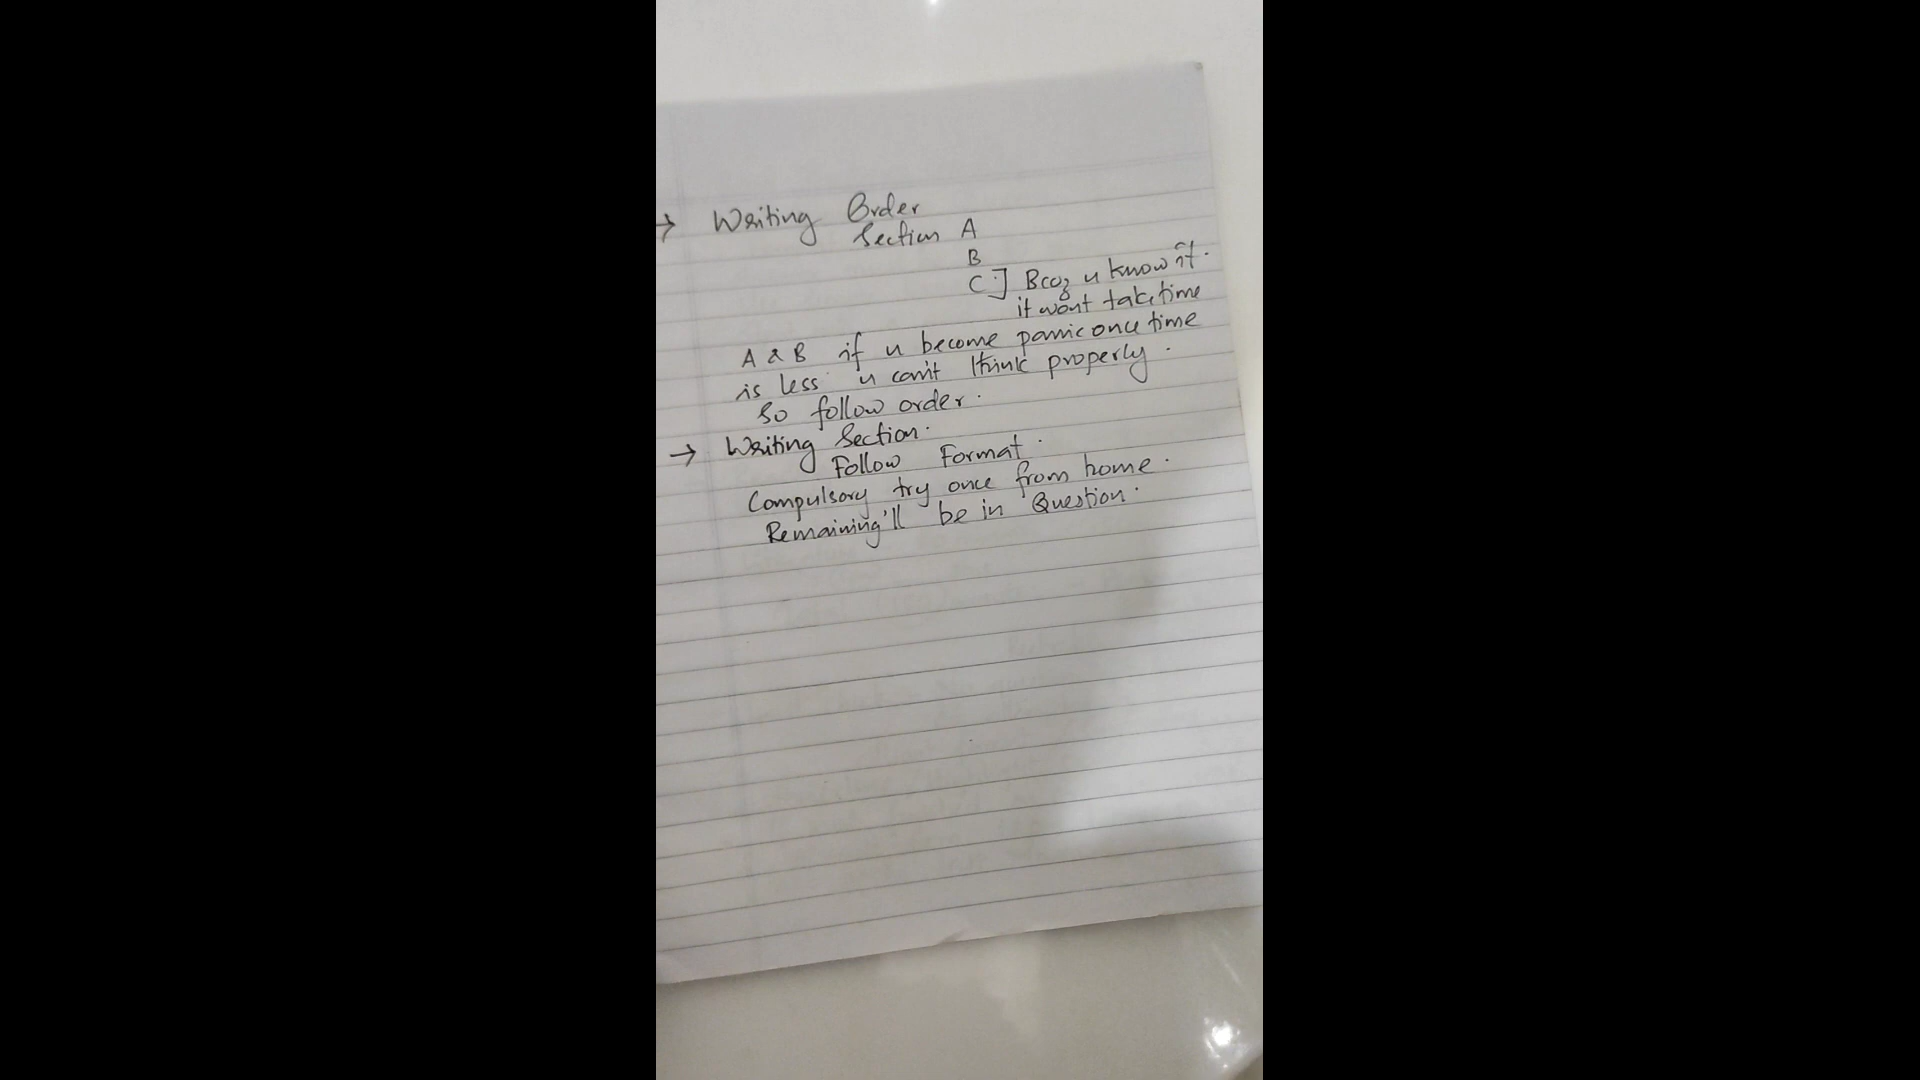 → Writing Order
Section A
B
C] Bcoz u know it.
it wont take time
A & B if u become panic once time
is less u can't think properly.
So follow order.
→ Writing Section.
Follow Format.
Compulsory try once from home.
Remaining'll be in Question.